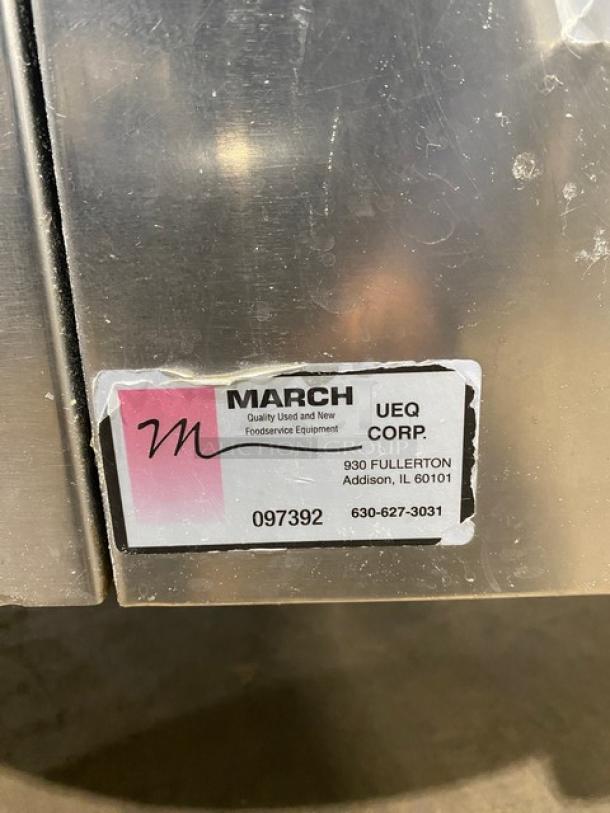 MARCH
Quality Used and New
Foodservice Equipment
m
UEQ
CORP.
930 FULLERTON
Addison, IL 60101
097392
630-627-3031